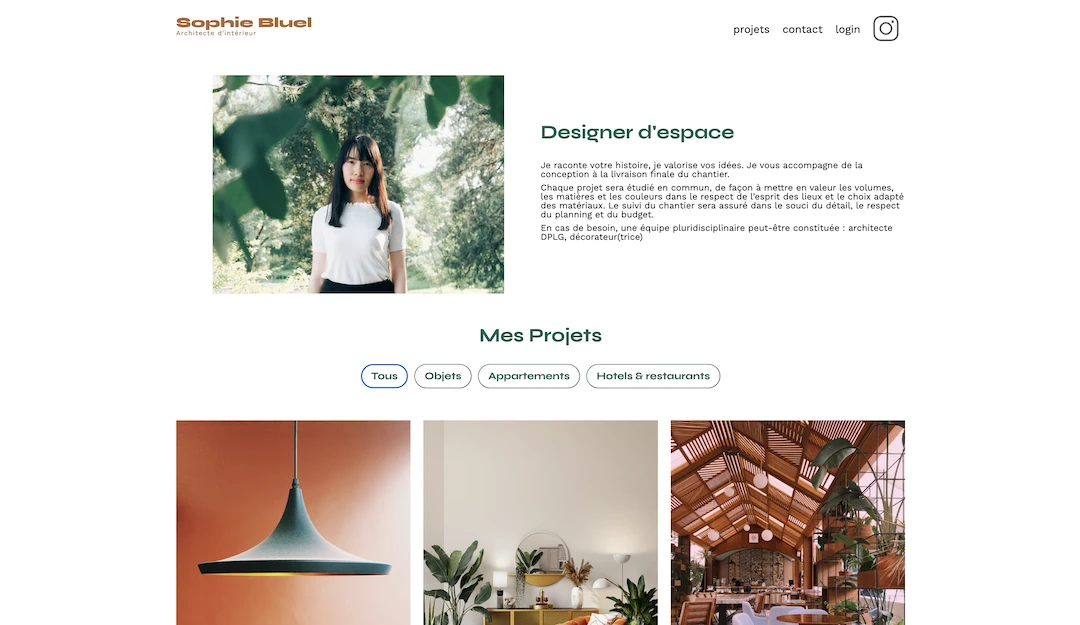 Sophie Bluel
Architecte d'intérieur
projets contact login
Designer d'espace
Je raconte votre histoire, je valorise vos idées. Je vous accompagne de la
conception à la livraison finale du chantier.
Chaque projet sera étudié en commun, de façon à mettre en valeur les volumes,
les matières et les couleurs dans le respect de l'esprit des lieux et le choix adapté
des matériaux. Le suivi du chantier sera assuré dans le souci du détail, le respect
du planning et du budget.
En cas de besoin, une équipe pluridisciplinaire peut-être constituée : architecte
DPLG, décorateur(trice)
Mes Projets
Tous Objets Appartements Hotels & restaurants